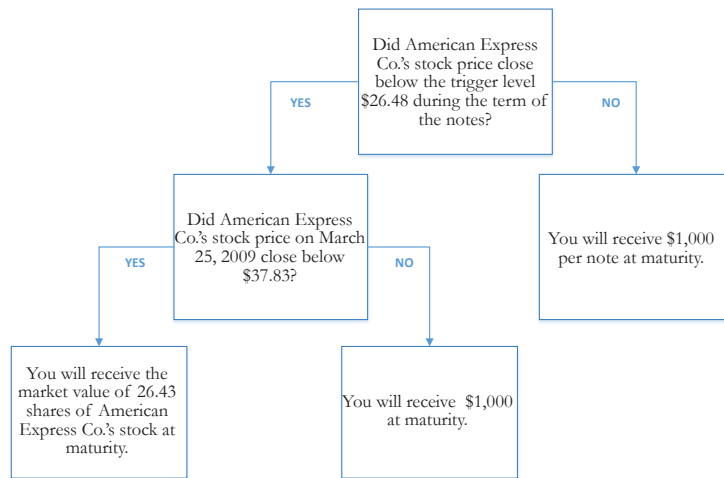 Did American Express
Co.'s stock price close
below the trigger level
$26.48 during the term of
the notes?
YES
NO
Did American Express
Co.'s stock price on March
25, 2009 close below
$37.83?
You will receive $1,000
per note at maturity.
YES
NO
You will receive the
market value of 26.43
shares of American
Express Co.'s stock at
maturity.
You will receive $1,000
at maturity.